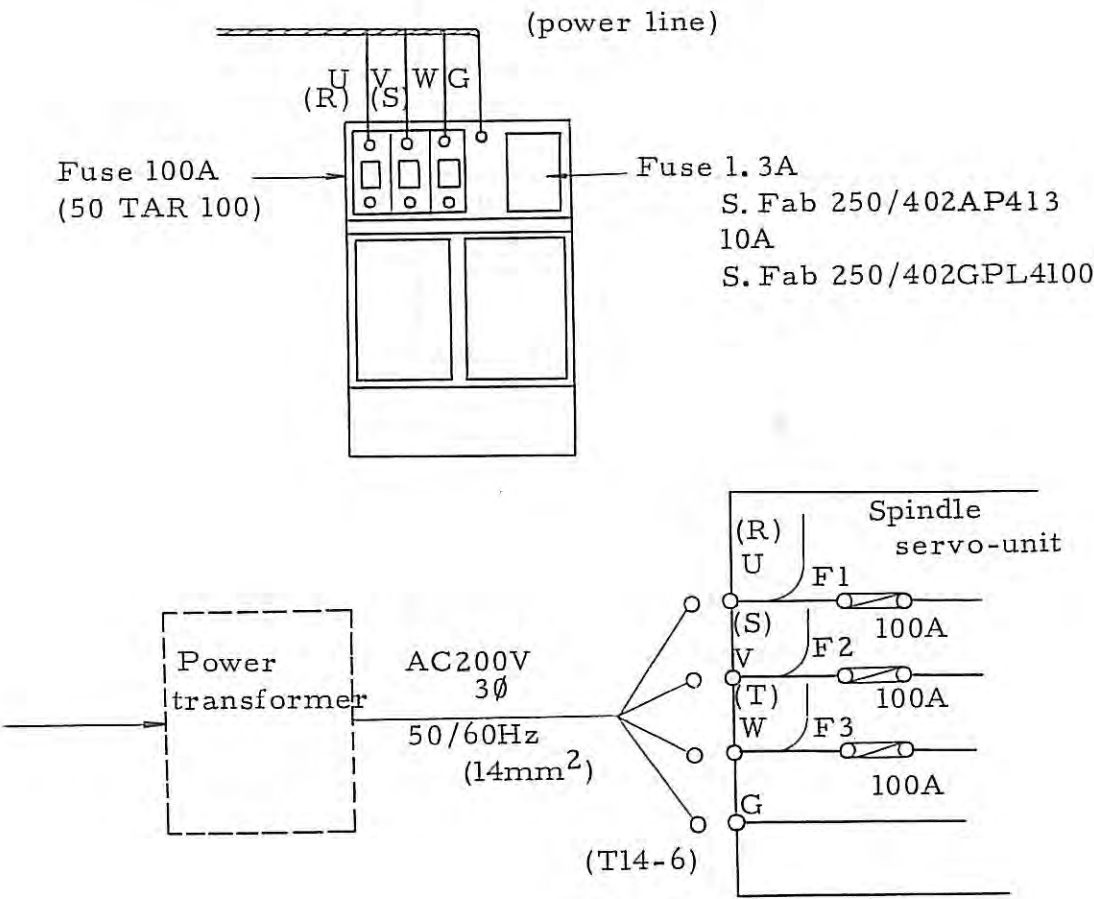 (power line)
U V W G
(R) (S)
Fuse 100A
(50 TAR 100)
Fuse 1.3A
S. Fab 250/402AP413
10A
S. Fab 250/402GPL4100
Spindle
servo-unit
(R)
U
F1
100A
(S)
V
F2
100A
(T)
W
F3
100A
G
Power
transformer
AC200V
3Ø
50/60Hz
(14mm²)
(T14-6)